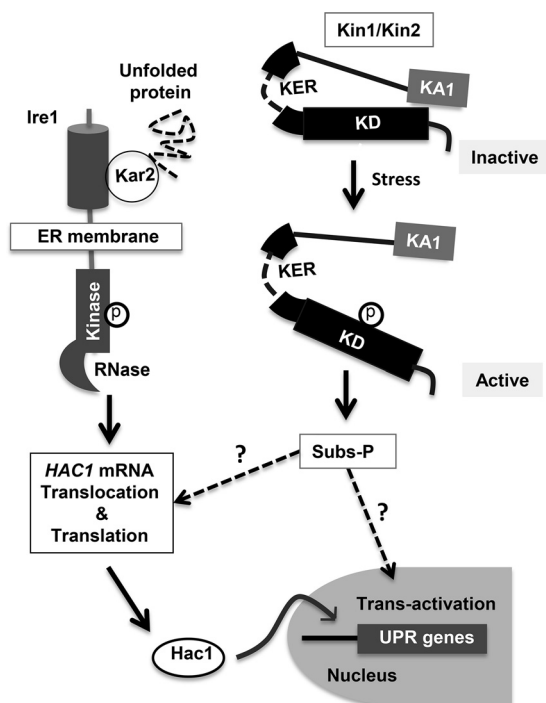 Kin1/Kin2
Unfolded
protein
Ire1
KER
KA1
KD
Kar2
Inactive
Stress
ER membrane
KA1
KER
Kinase
P
P
KD
RNase
Active
HAC1 mRNA
Translocation
&
Translation
?
Subs-P
?
Trans-activation
Hac1
UPR genes
Nucleus